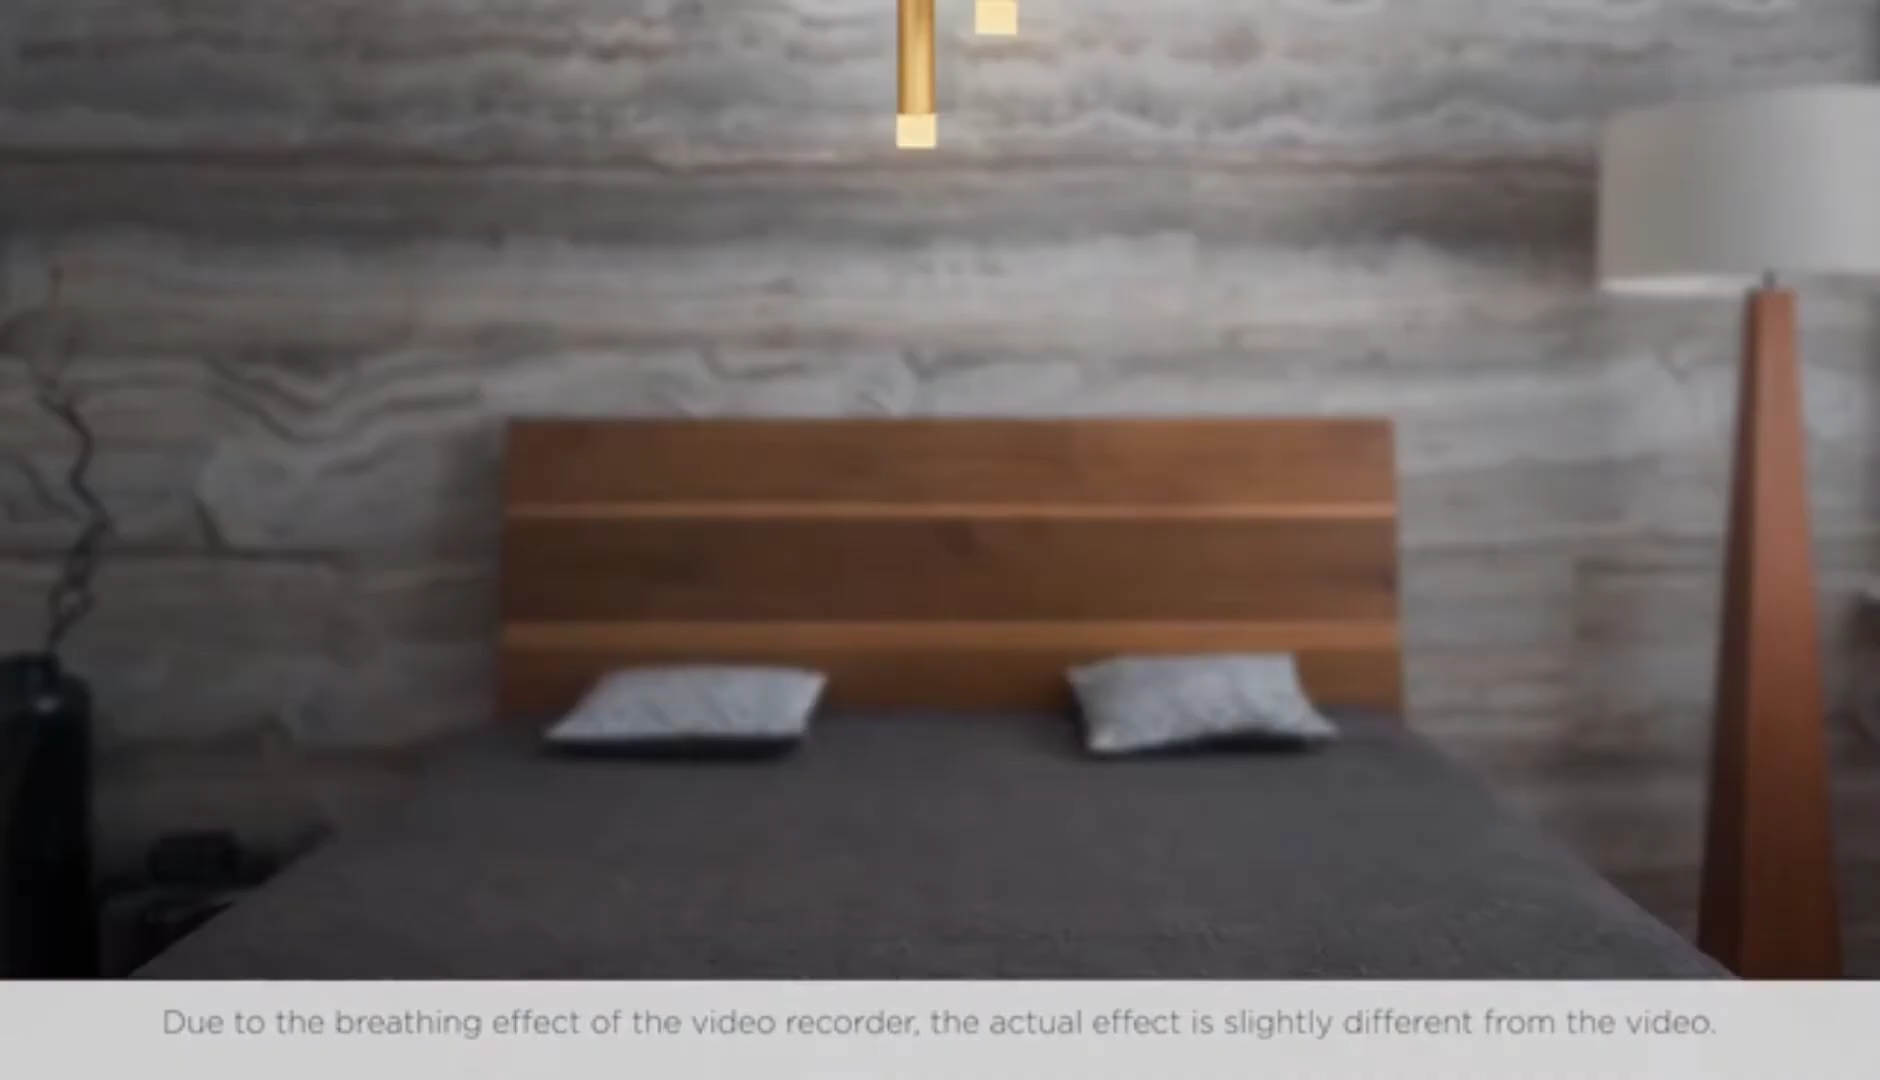 Due to the breathing effect of the video recorder, the actual effect is slightly different from the video.